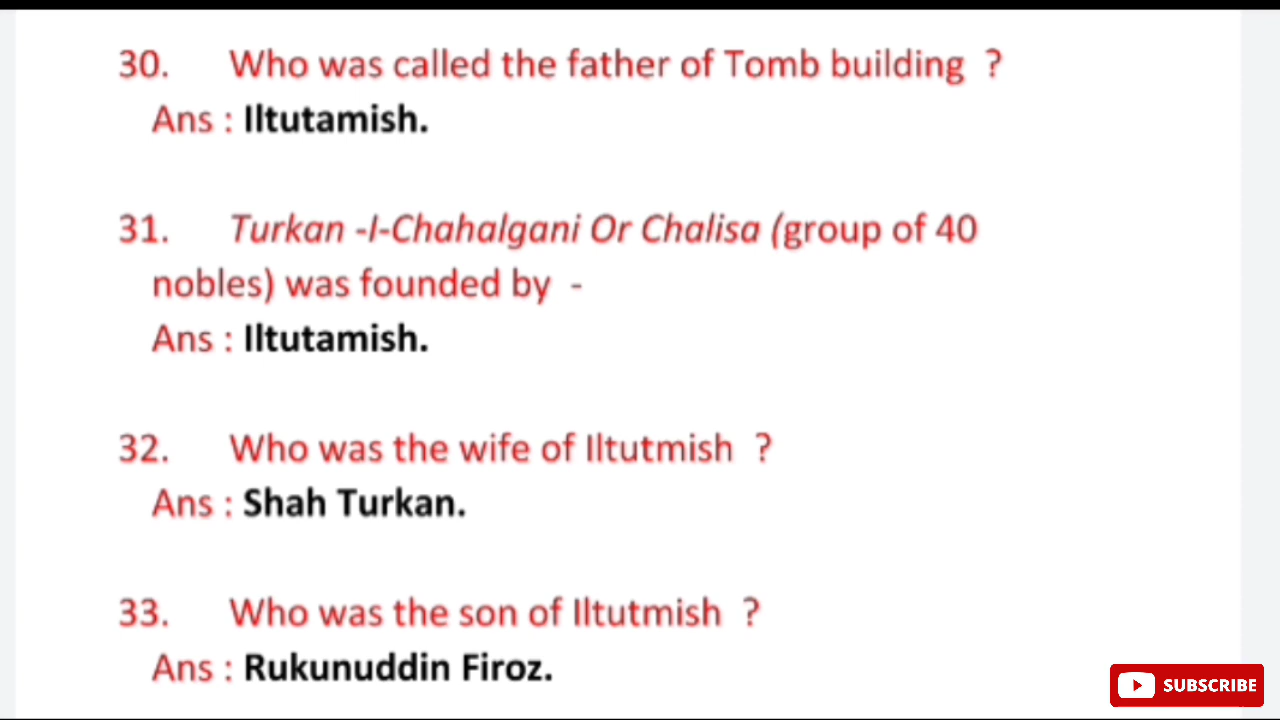 30. Who was called the father of Tomb building ?
Ans : Iltutamish.
31. Turkan -I-Chahalgani Or Chalisa (group of 40
nobles) was founded by -
Ans : Iltutamish.
32. Who was the wife of Iltutmish ?
Ans : Shah Turkan.
33. Who was the son of Iltutmish ?
Ans : Rukunuddin Firoz.
SUBSCRIBE